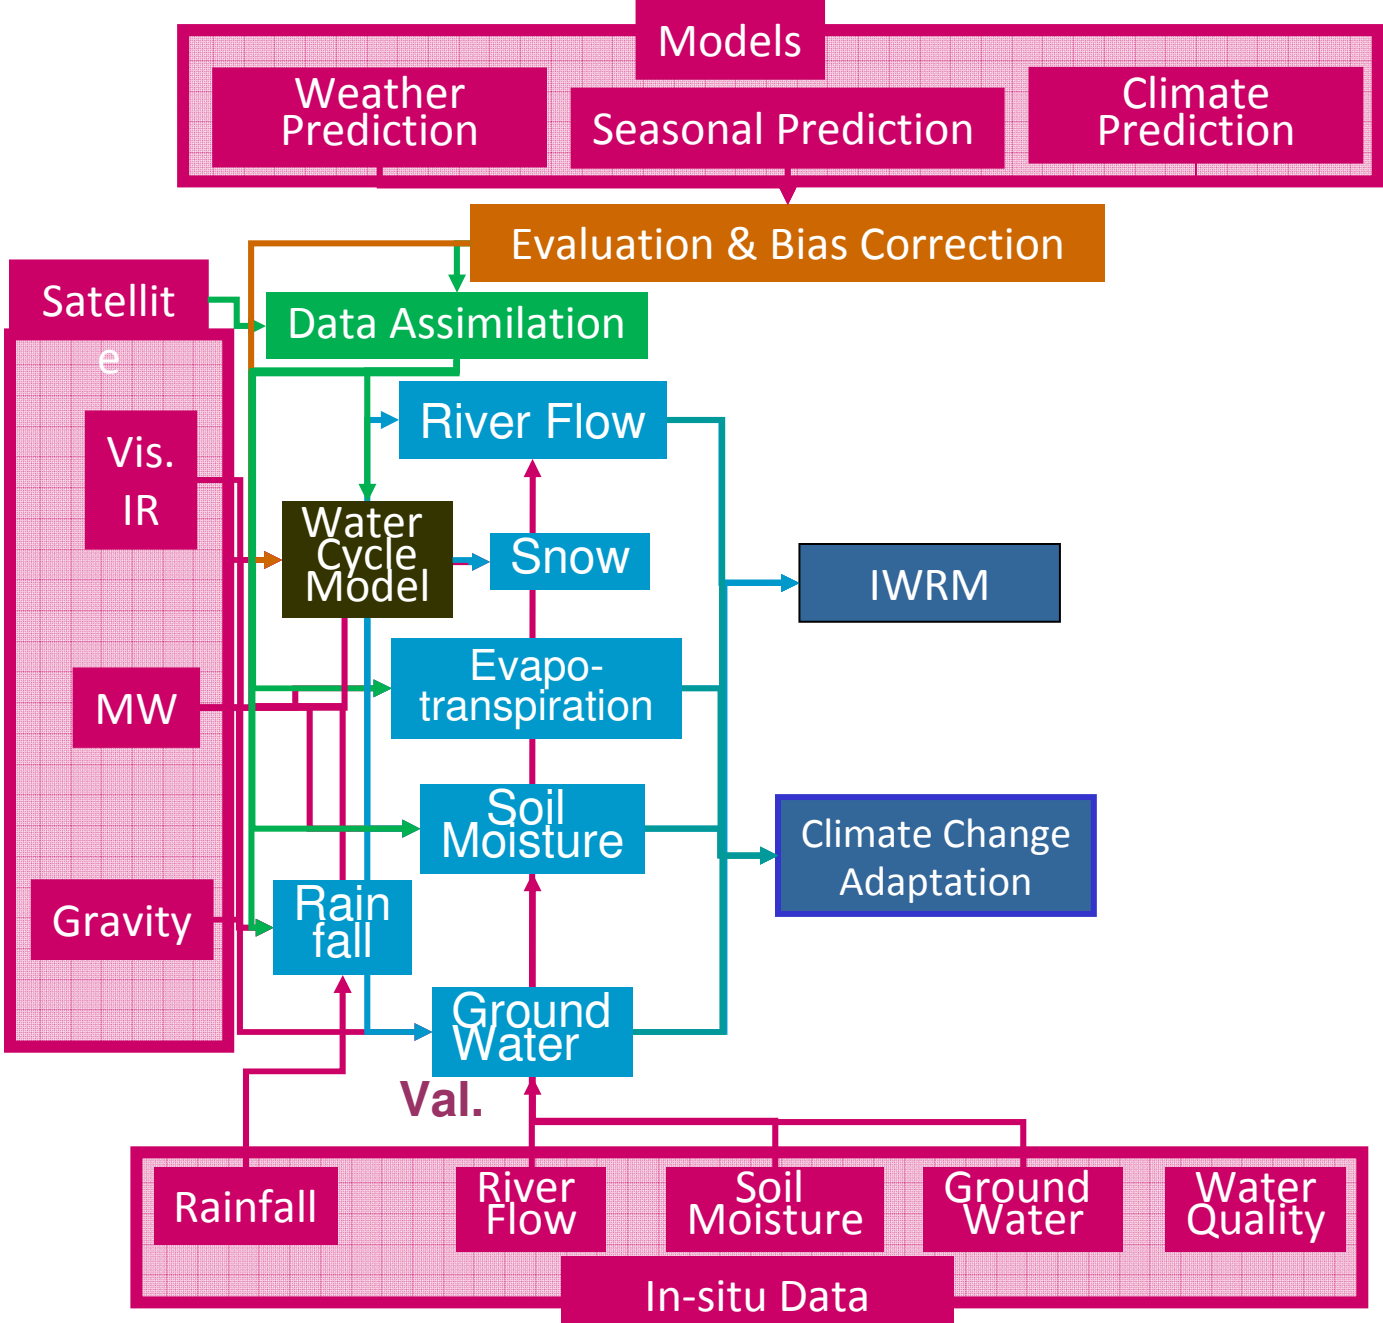 Models
Weather
Prediction
Seasonal Prediction
Climate
Prediction
Evaluation & Bias Correction
Satellit
e
Data Assimilation
River Flow
Vis.
IR
Water
Cycle
Model
Snow
IWRM
Evapo-
transpiration
MW
Soil
Moisture
Climate Change
Adaptation
Gravity
Rain
fall
Ground
Water
Val.
Rainfall
River
Flow
Soil
Moisture
Ground
Water
Water
Quality
In-situ Data